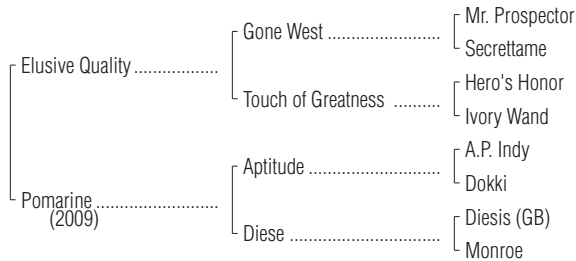 Mr. Prospector
Gone West ......................
Secrettame
Elusive Quality ................
Hero's Honor
Touch of Greatness ..........
Ivory Wand
A.P. Indy
Aptitude ..........................
Dokki
Pomarine .......................
(2009)
Diesis (GB)
Diese ..............................
Monroe